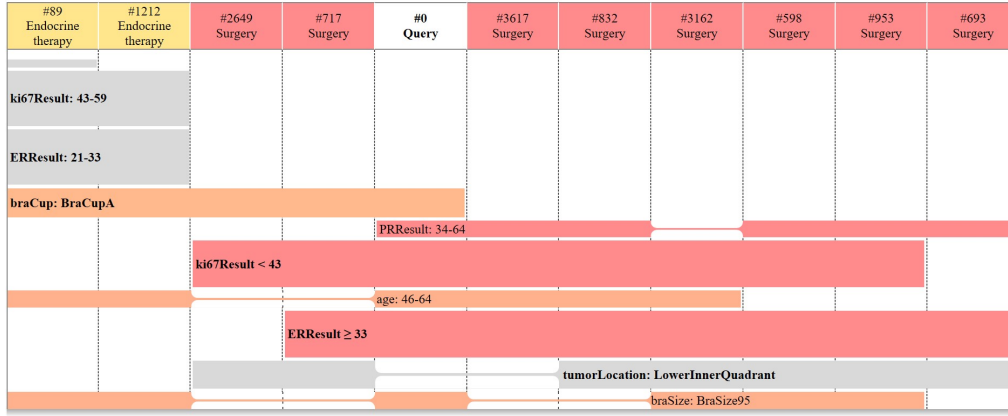 #89
Endocrine
therapy
#1212
Endocrine
therapy
#2649
Surgery
#717
Surgery
#0
Query
#3617
Surgery
#832
Surgery
#3162
Surgery
#598
Surgery
#953
Surgery
#693
Surgery
ki67Result: 43-59
ERResult: 21-33
braCup: BraCupA
PRResult: 34-64
ki67Result < 43
age: 46-64
ERResult ≥ 33
tumorLocation: LowerInnerQuadrant
braSize: BraSize95